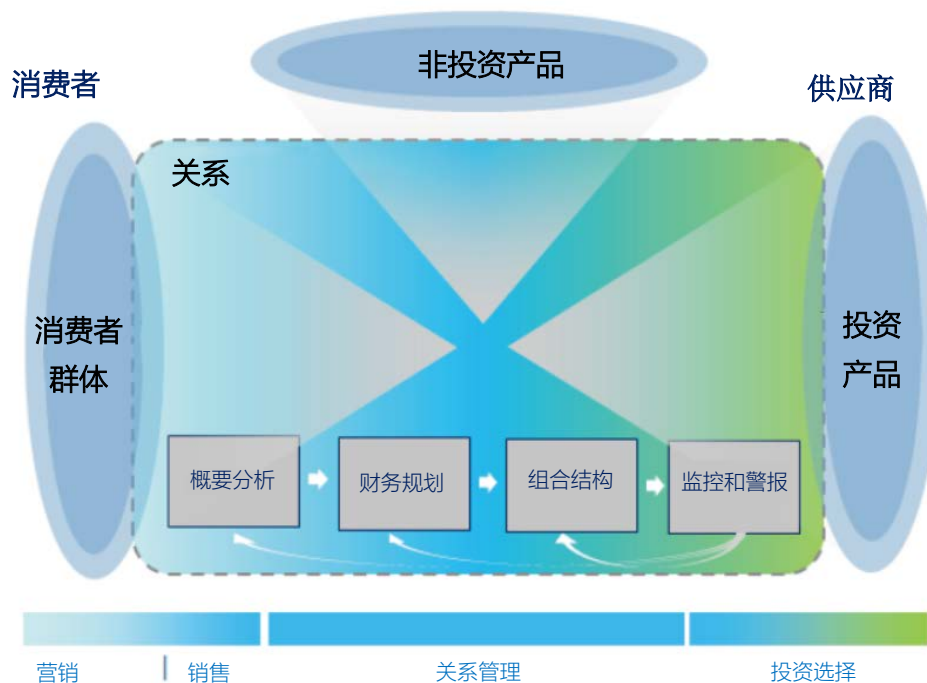 非投资产品
消费者
供应商
关系
消费者
群体
投资
产品
概要分析
财务规划
组合结构
监控和警报
营销
销售
关系管理
投资选择